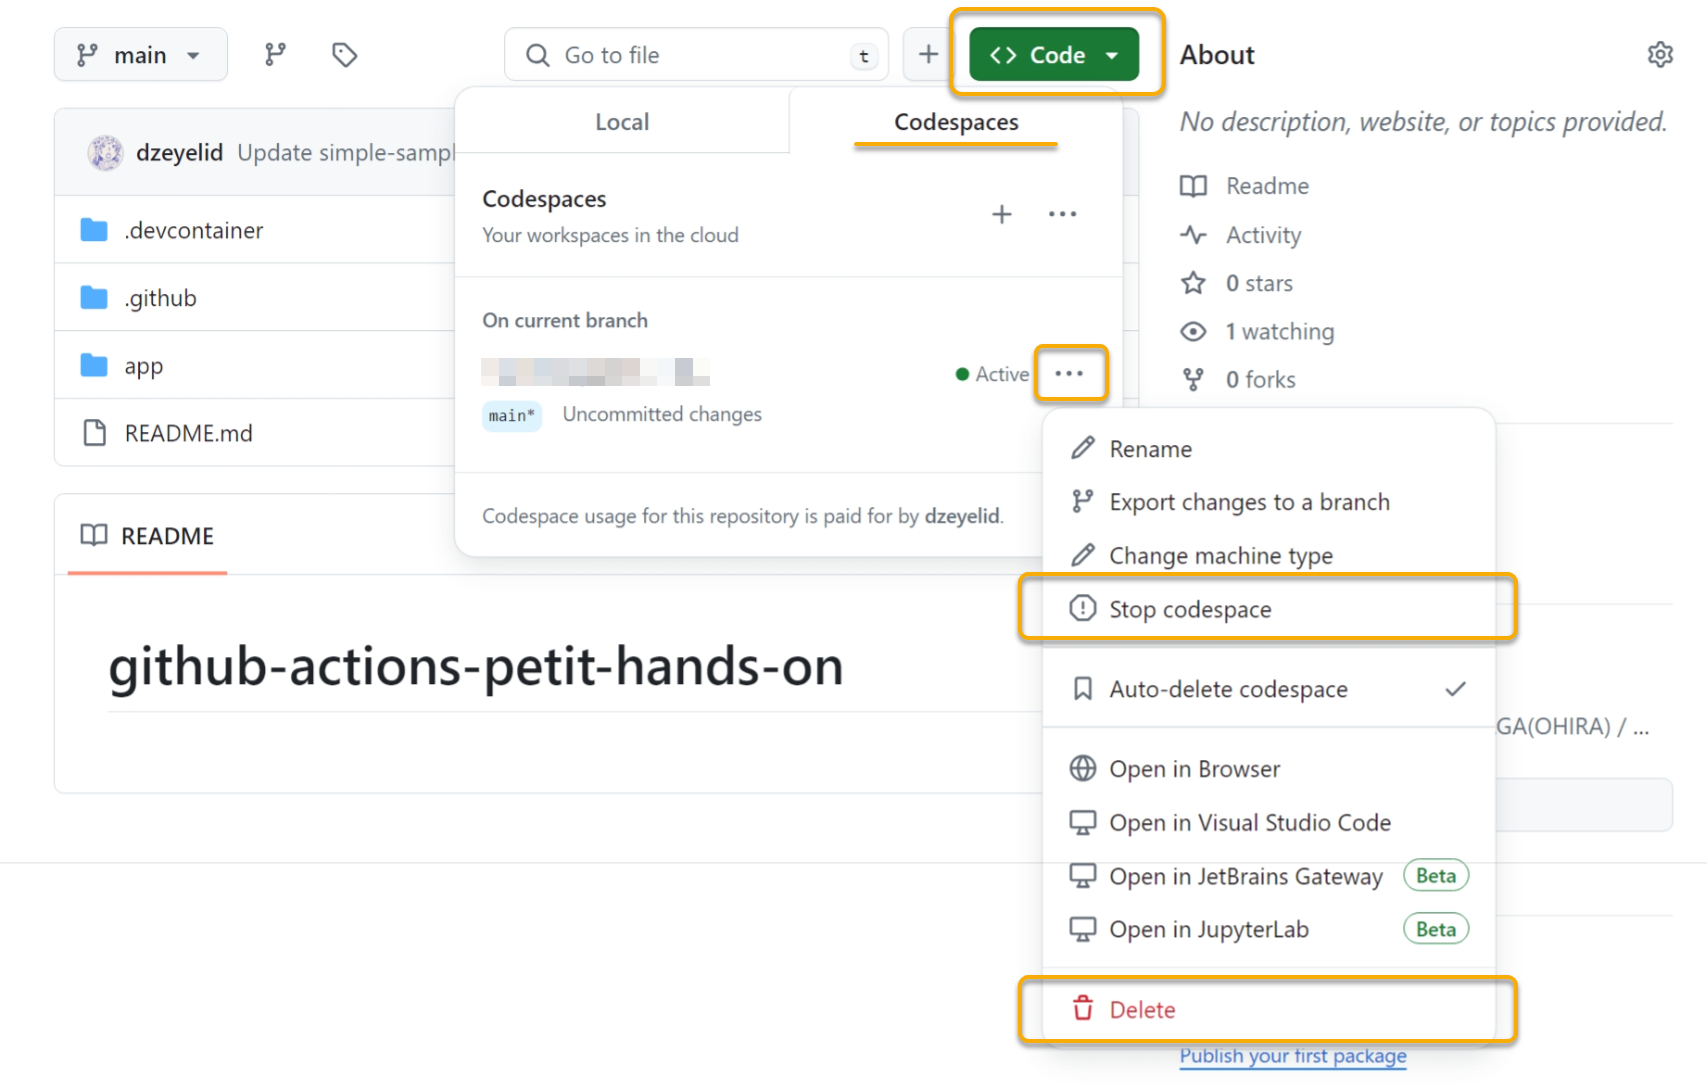 main
Go to file
t
Code
About
No description, website, or topics provided.
Local
Codespaces
dzeyelid Update simple-sampl
.devcontainer
.github
app
README.md
Codespaces
Your workspaces in the cloud
On current branch
Active
main* Uncommitted changes
Codespace usage for this repository is paid for by dzeyelid.
Readme
Activity
0 stars
1 watching
0 forks
Rename
Export changes to a branch
Change machine type
Stop codespace
Auto-delete codespace
Open in Browser
Open in Visual Studio Code
Open in JetBrains Gateway Beta
Open in JupyterLab Beta
Delete
README
github-actions-petit-hands-on
GA(OHIRA) / ...
Publish your first package